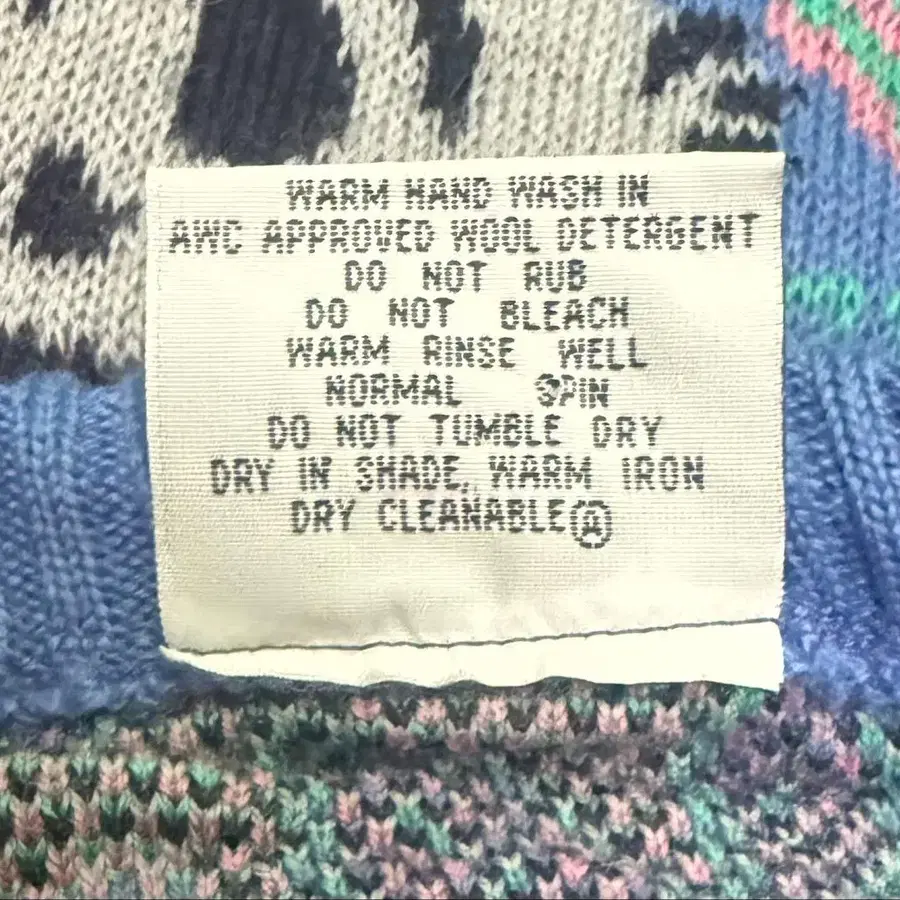 WARM HAND WASH IN
AWC APPROVED WOOL DETERGENT
DO NOT RUB
DO NOT BLEACH
WARM RINSE WELL
NORMAL SPIN
DO NOT TUMBLE DRY
DRY IN SHADE, WARM IRON
DRY CLEANABLE Ⓐ